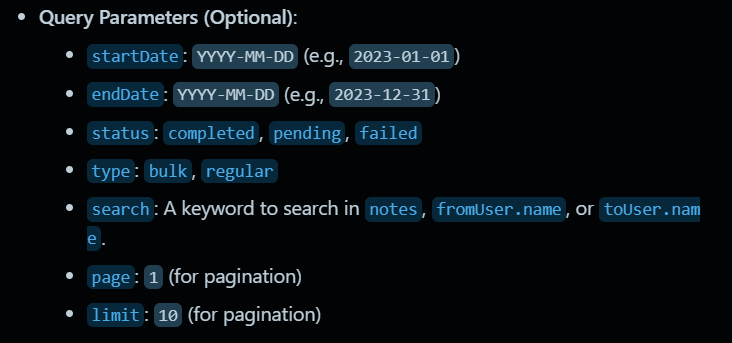 Query Parameters (Optional):
startDate: YYYY-MM-DD (e.g., 2023-01-01)
endDate: YYYY-MM-DD (e.g., 2023-12-31)
status: completed, pending, failed
type: bulk, regular
search: A keyword to search in notes, fromUser.name, or toUser.nam
e.
page: 1 (for pagination)
limit: 10 (for pagination)